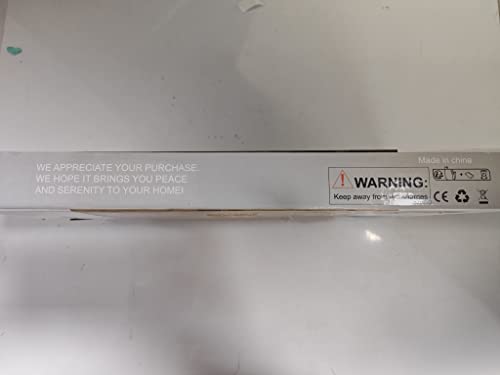 WE APPRECIATE YOUR PURCHASE.
WE HOPE IT BRINGS YOU PEACE
AND SERENITY TO YOUR HOME!
Made in china
WARNING:
Keep away from
CE